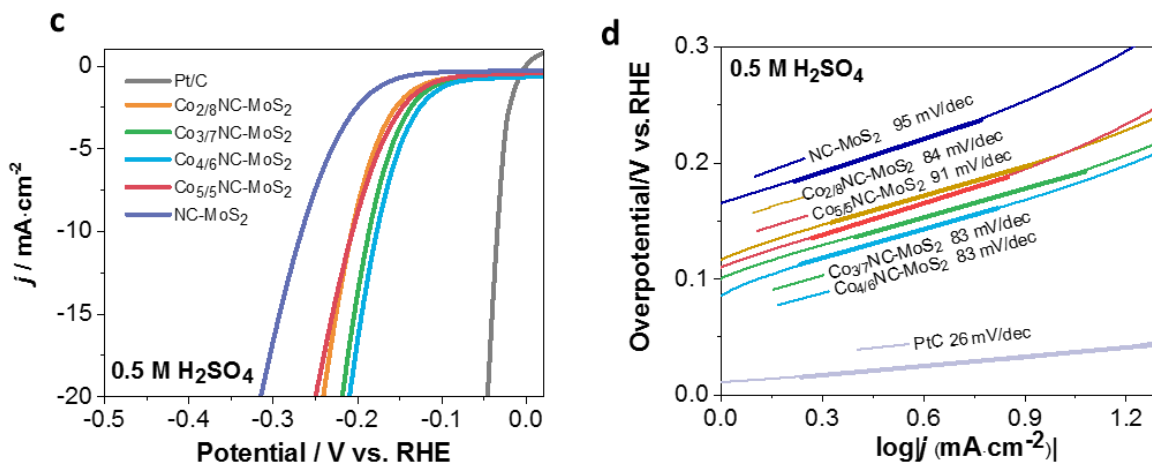 c
0
-5
-10
-15
-20
j / mA·cm⁻²
Pt/C
Co₂/₈NC-MoS₂
Co₃/₇NC-MoS₂
Co₄/₆NC-MoS₂
Co₅/₅NC-MoS₂
NC-MoS₂
0.5 M H₂SO₄
-0.5 -0.4 -0.3 -0.2 -0.1 0.0
Potential / V vs. RHE
d
0.3
0.2
0.1
0.0
Overpotential/V vs.RHE
0.5 M H₂SO₄
NC-MoS₂ 95 mV/dec
Co₂/₈NC-MoS₂ 84 mV/dec
Co₅/₅NC-MoS₂ 91 mV/dec
Co₃/₇NC-MoS₂ 83 mV/dec
Co₄/₆NC-MoS₂ 83 mV/dec
PtC 26 mV/dec
0.0 0.3 0.6 0.9 1.2
log|j (mA·cm⁻²)|